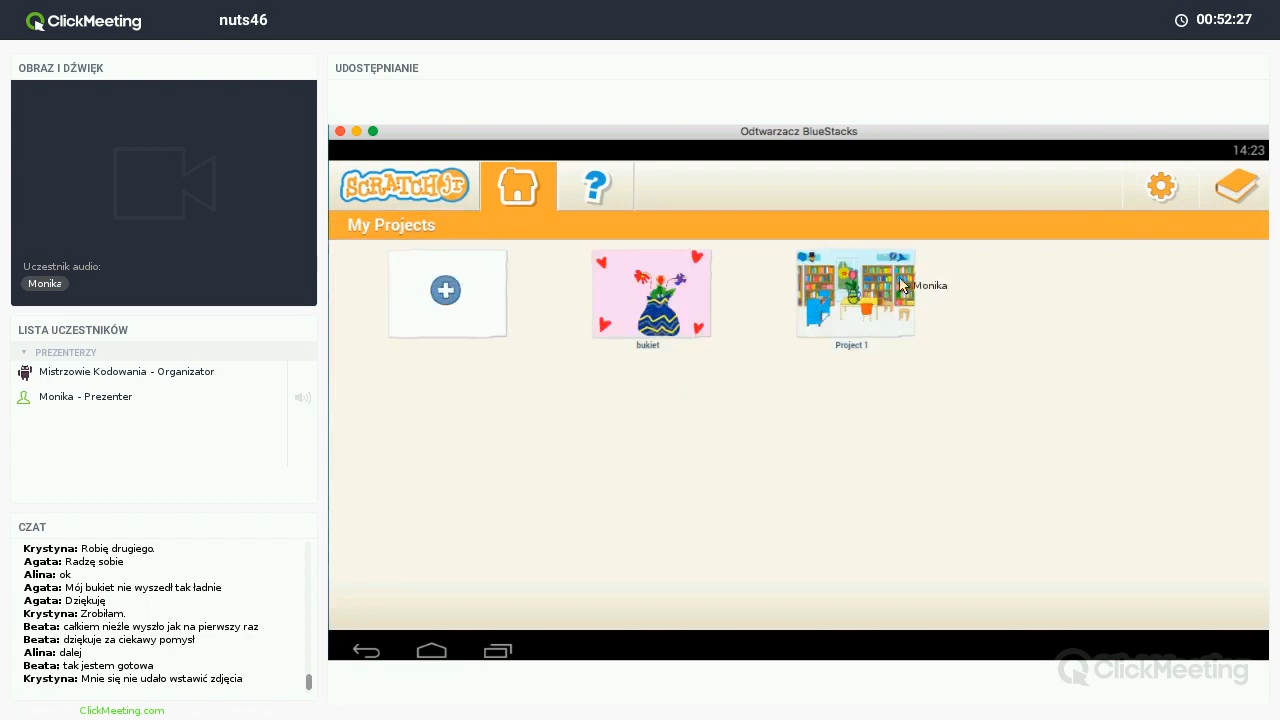 ClickMeeting
nuts46
00:52:27
OBRAZ I DŹWIĘK
Uczestnik audio:
Monika
LISTA UCZESTNIKÓW
PREZENTERZY
Mistrzowie Kodowania - Organizator
Monika - Prezenter
CZAT
Krystyna: Robię drugiego.
Agata: Radzę sobie
Alina: ok
Agata: Mój bukiet nie wyszedł tak ładnie
Agata: Dziękuję
Krystyna: Zrobiłam.
Beata: całkiem nieźle wyszło jak na pierwszy raz
Beata: dziękuje za ciekawy pomysł
Alina: dalej
Beata: tak jestem gotowa
Krystyna: Mnie się nie udało wstawić zdjęcia
ClickMeeting.com
UDOSTĘPNIANIE
Odtwarzacz BlueStacks
14:23
SCRATCHJr
?
My Projects
Monika
bukiet
Project 1
ClickMeeting